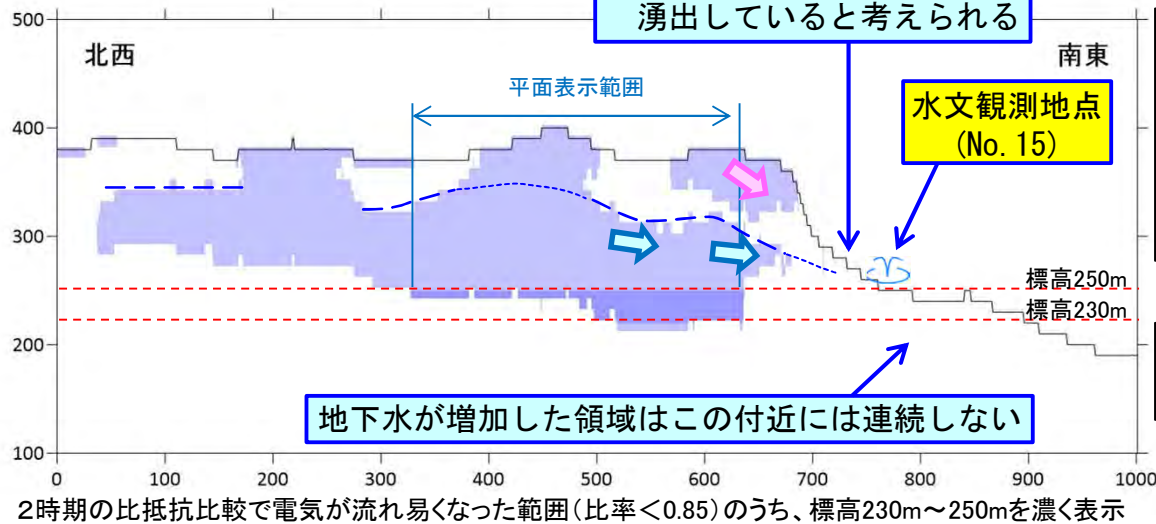 湧出していると考えられる
500
北西
南東
平面表示範囲
水文観測地点
(No.15)
400
300
標高250m
標高230m
200
地下水が増加した領域はこの付近には連続しない
100
0 100 200 300 400 500 600 700 800 900 1000
2時期の比抵抗比較で電気が流れ易くなった範囲(比率<0.85)のうち、標高230m~250mを濃く表示